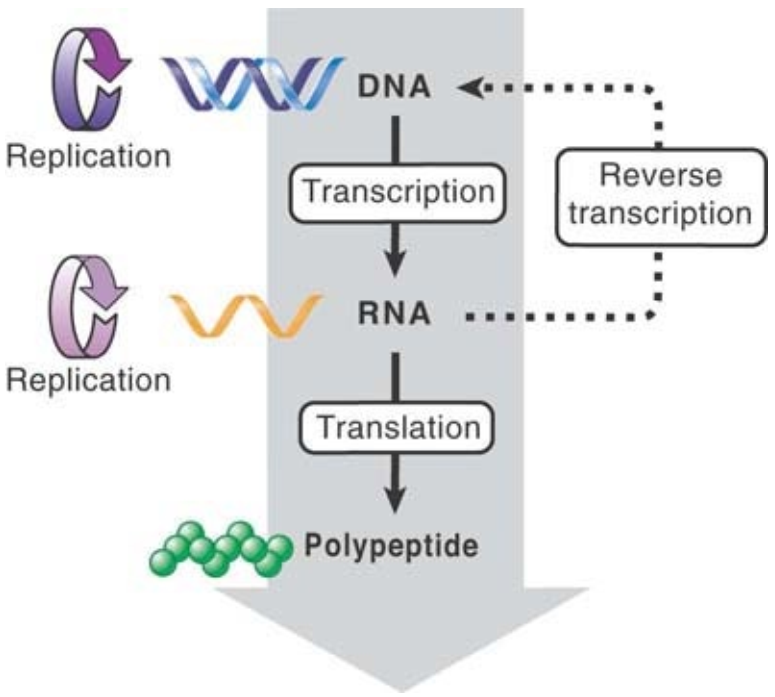 DNA
Replication
Transcription
Reverse
transcription
RNA
Replication
Translation
Polypeptide